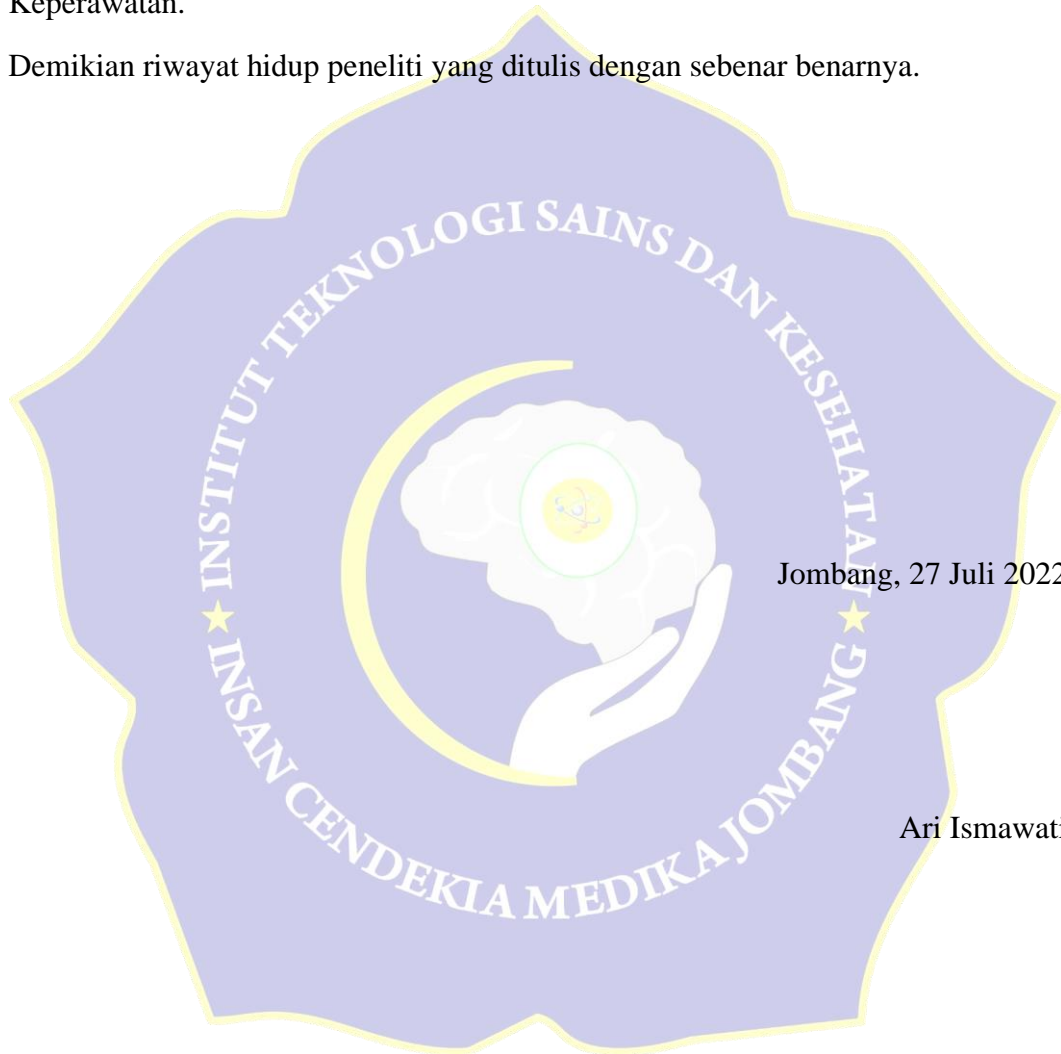 Keperawatan.
Demikian riwayat hidup peneliti yang ditulis dengan sebenar benarnya.
INSTITUT TEKNOLOGI SAINS DAN KESEHATAN
Jombang, 27 Juli 2022
INSAN CENDEKIA MEDIKA JOMBANG
Ari Ismawati